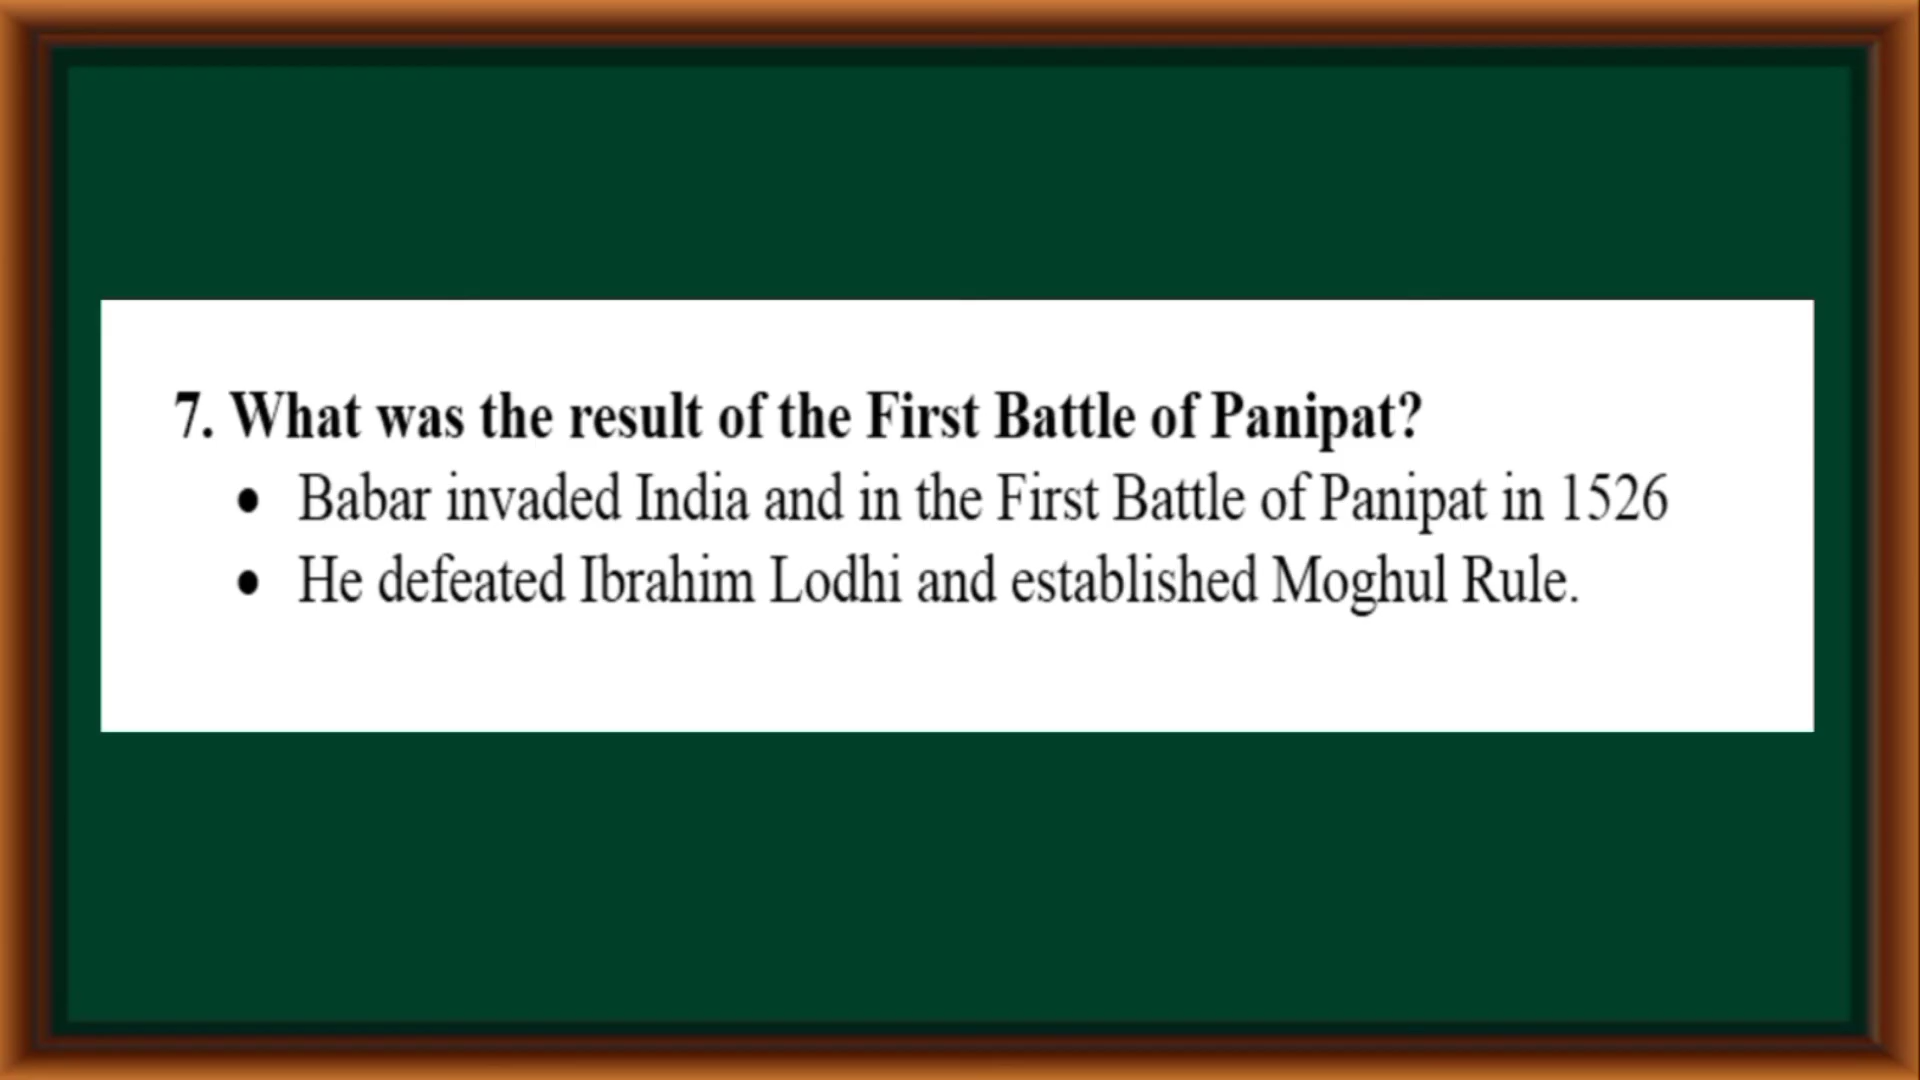 7. What was the result of the First Battle of Panipat?
● Babar invaded India and in the First Battle of Panipat in 1526
● He defeated Ibrahim Lodhi and established Moghul Rule.